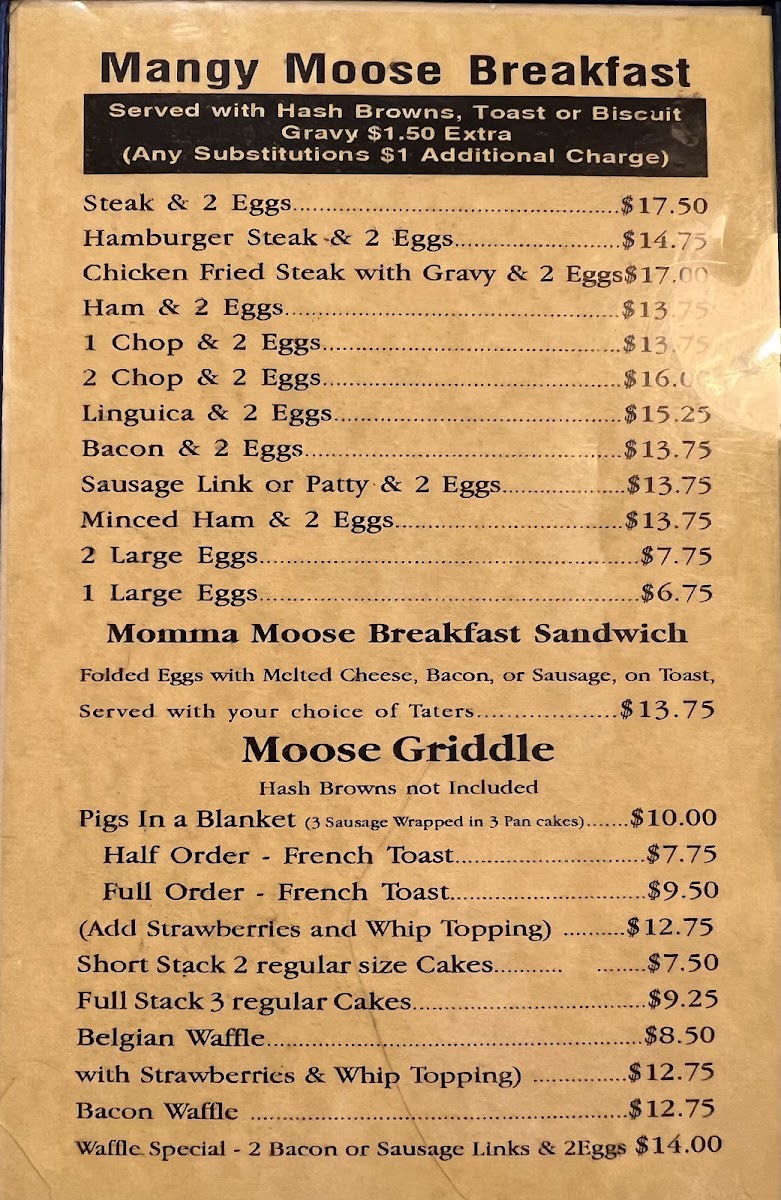 Mangy Moose Breakfast
Served with Hash Browns, Toast or Biscuit
Gravy $1.50 Extra
(Any Substitutions $1 Additional Charge)
Steak & 2 Eggs..........$17.50
Hamburger Steak & 2 Eggs..........$14.75
Chicken Fried Steak with Gravy & 2 Eggs$17.00
Ham & 2 Eggs..........$13.75
1 Chop & 2 Eggs..........$13.75
2 Chop & 2 Eggs..........$16.00
Linguica & 2 Eggs..........$15.25
Bacon & 2 Eggs..........$13.75
Sausage Link or Patty & 2 Eggs..........$13.75
Minced Ham & 2 Eggs..........$13.75
2 Large Eggs..........$7.75
1 Large Eggs..........$6.75
Momma Moose Breakfast Sandwich
Folded Eggs with Melted Cheese, Bacon, or Sausage, on Toast,
Served with your choice of Taters..........$13.75
Moose Griddle
Hash Browns not Included
Pigs In a Blanket (3 Sausage Wrapped in 3 Pan cakes).......$10.00
Half Order - French Toast..........$7.75
Full Order - French Toast..........$9.50
(Add Strawberries and Whip Topping) ..........$12.75
Short Stack 2 regular size Cakes........... ........$7.50
Full Stack 3 regular Cakes..........$9.25
Belgian Waffle..........$8.50
with Strawberries & Whip Topping) ..........$12.75
Bacon Waffle ..........$12.75
Waffle Special - 2 Bacon or Sausage Links & 2Eggs $14.00